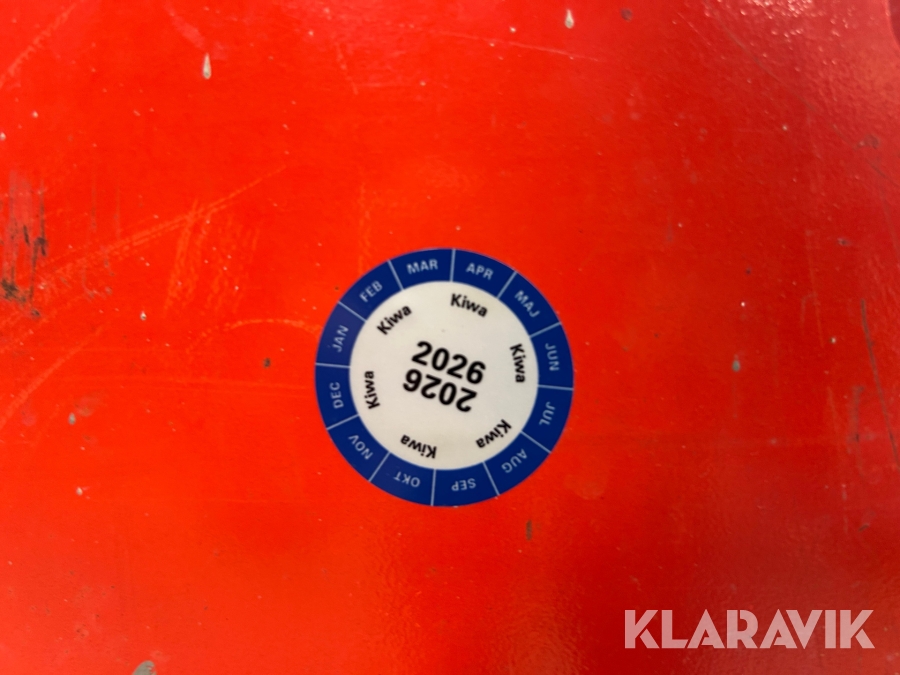 JAN
FEB
MAR
APR
MAJ
JUN
JUL
AUG
SEP
OKT
NOV
DEC
Kiwa
Kiwa
Kiwa
Kiwa
Kiwa
Kiwa
2026
2026
KLARAVIK